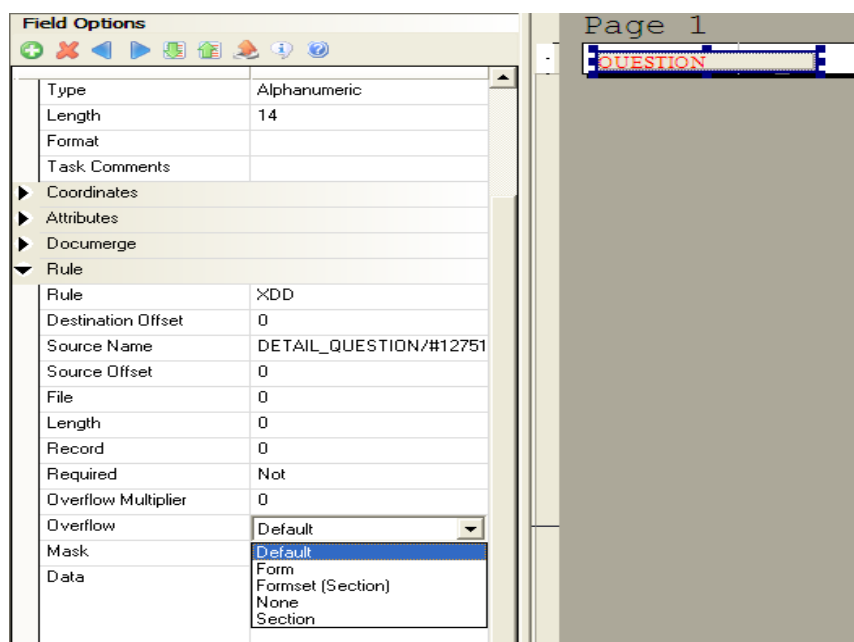 Field Options
Type Alphanumeric
Length 14
Format
Task Comments
Coordinates
Attributes
Documerge
Rule
Rule XDD
Destination Offset 0
Source Name DETAIL_QUESTION/#12751
Source Offset 0
File 0
Length 0
Record 0
Required Not
Overflow Multiplier 0
Overflow Default
Mask Default
Form
Data Formset (Section)
None
Section
Page 1
QUESTION